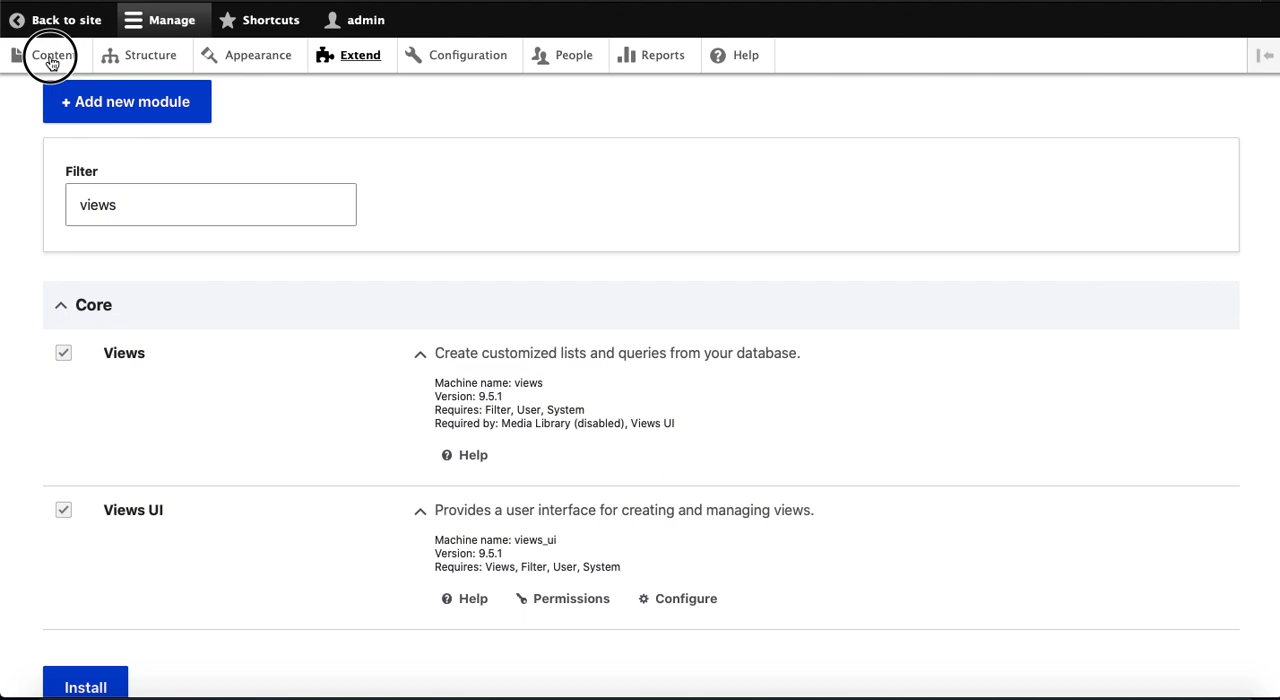 Back to site Manage Shortcuts admin
Content Structure Appearance Extend Configuration People Reports Help
+ Add new module
Filter
views
Core
Views Create customized lists and queries from your database.
Machine name: views
Version: 9.5.1
Requires: Filter, User, System
Required by: Media Library (disabled), Views UI
Help
Views UI Provides a user interface for creating and managing views.
Machine name: views_ui
Version: 9.5.1
Requires: Views, Filter, User, System
Help Permissions Configure
Install